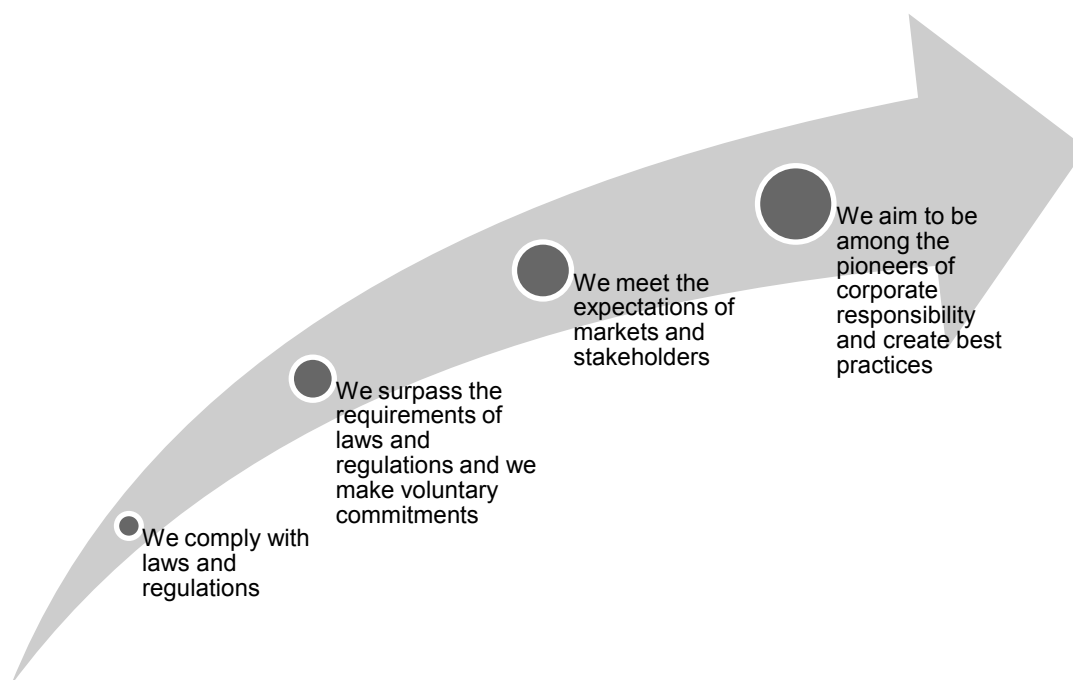 We comply with
laws and
regulations
We surpass the
requirements of
laws and
regulations and we
make voluntary
commitments
We meet the
expectations of
markets and
stakeholders
We aim to be
among the
pioneers of
corporate
responsibility
and create best
practices